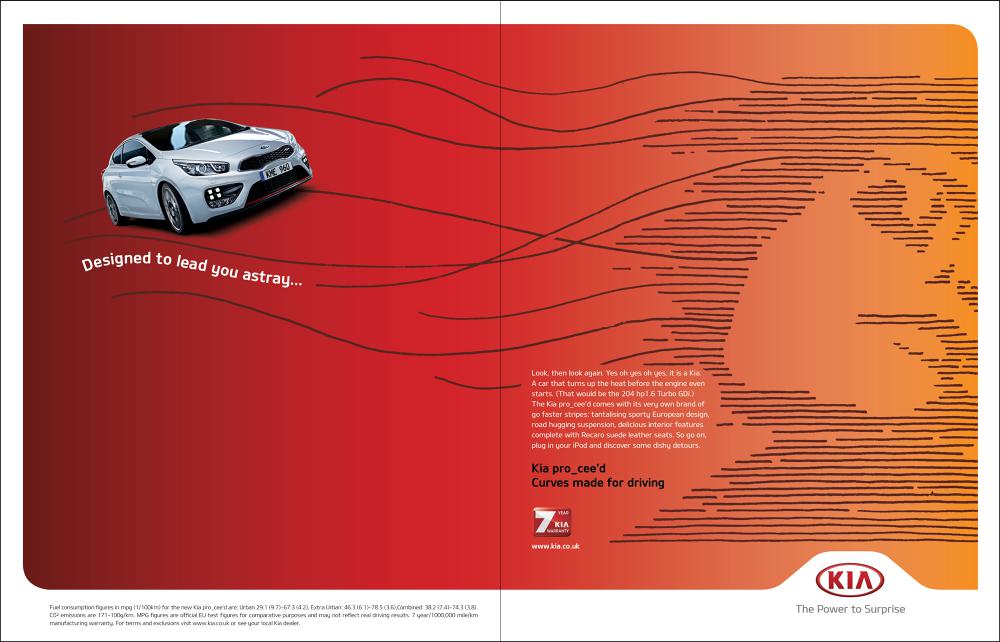 KME 960
Designed to lead you astray...
Look, then look again. Yes oh yes oh yes, it is a Kia.
A car that turns up the heat before the engine even
starts. (That would be the 204 hp1.6 Turbo GDi.)
The Kia pro_cee'd comes with its very own brand of
go faster stripes: tantalising sporty European design,
road hugging suspension, delicious interior features
complete with Recaro suede leather seats. So go on,
plug in your iPod and discover some dishy detours.
Kia pro_cee'd
Curves made for driving
7 YEAR
KIA
WARRANTY
www.kia.co.uk
KIA
The Power to Surprise
Fuel consumption figures in mpg (1/100km) for the new Kia pro_cee'd are: Urban 29.1 (9.7)–67.3 (4.2), Extra Urban: 46.3 (6.1)–78.5 (3.6),Combined: 38.2 (7.4)–74.3 (3.8).
CO² emissions are 171–100g/km. MPG figures are official EU test figures for comparative purposes and may not reflect real driving results. 7 year/1000,000 mile/km
manufacturing warranty. For terms and exclusions visit www.kia.co.uk or see your local Kia dealer.